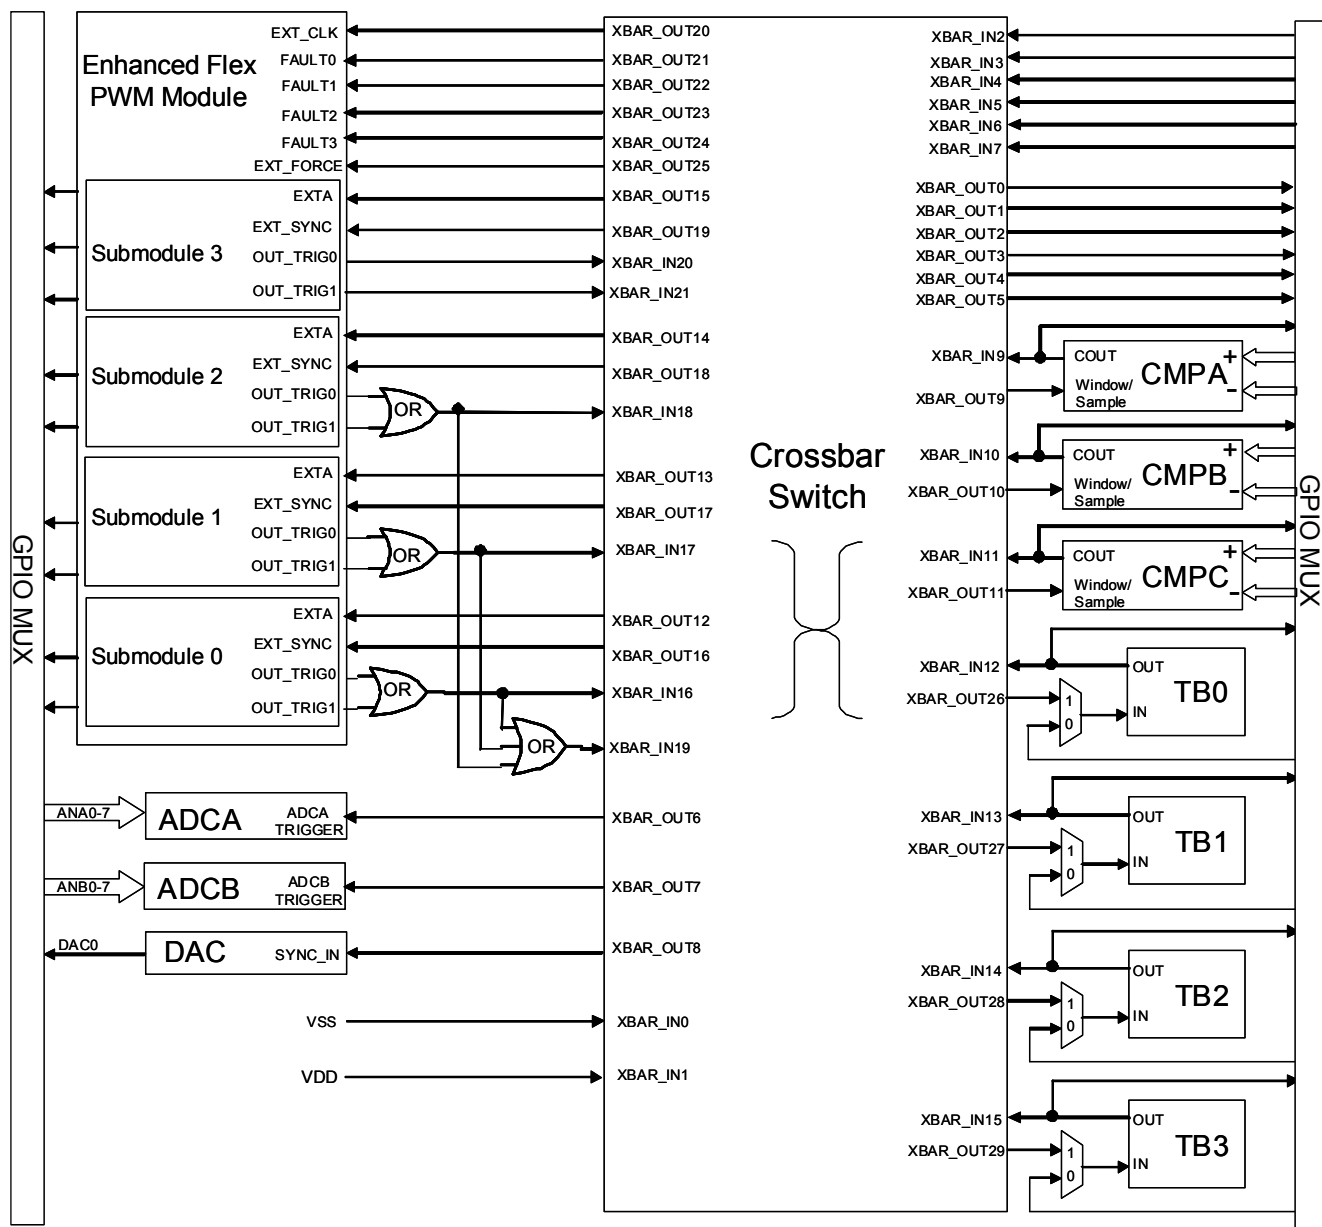 GPIO MUX
Enhanced Flex
PWM Module
EXT_CLK
FAULT0
FAULT1
FAULT2
FAULT3
EXT_FORCE
Submodule 3
EXTA
EXT_SYNC
OUT_TRIG0
OUT_TRIG1
Submodule 2
EXTA
EXT_SYNC
OUT_TRIG0
OUT_TRIG1
OR
Submodule 1
EXTA
EXT_SYNC
OUT_TRIG0
OUT_TRIG1
OR
Submodule 0
EXTA
EXT_SYNC
OUT_TRIG0
OUT_TRIG1
OR
OR
ANA0-7
ADCA
ADCA
TRIGGER
ANB0-7
ADCB
ADCB
TRIGGER
DAC0
DAC
SYNC_IN
VSS
VDD
XBAR_OUT20
XBAR_OUT21
XBAR_OUT22
XBAR_OUT23
XBAR_OUT24
XBAR_OUT25
XBAR_OUT15
XBAR_OUT19
XBAR_IN20
XBAR_IN21
XBAR_OUT14
XBAR_OUT18
XBAR_IN18
XBAR_OUT13
XBAR_OUT17
XBAR_IN17
XBAR_OUT12
XBAR_OUT16
XBAR_IN16
XBAR_IN19
XBAR_OUT6
XBAR_OUT7
XBAR_OUT8
XBAR_IN0
XBAR_IN1
Crossbar
Switch
XBAR_IN2
XBAR_IN3
XBAR_IN4
XBAR_IN5
XBAR_IN6
XBAR_IN7
XBAR_OUT0
XBAR_OUT1
XBAR_OUT2
XBAR_OUT3
XBAR_OUT4
XBAR_OUT5
XBAR_IN9
XBAR_OUT9
XBAR_IN10
XBAR_OUT10
XBAR_IN11
XBAR_OUT11
XBAR_IN12
XBAR_OUT26
XBAR_IN13
XBAR_OUT27
XBAR_IN14
XBAR_OUT28
XBAR_IN15
XBAR_OUT29
COUT
CMPA
+
-
Window/
Sample
COUT
CMPB
+
-
Window/
Sample
COUT
CMPC
+
-
Window/
Sample
1
0
OUT
TB0
IN
1
0
OUT
TB1
IN
1
0
OUT
TB2
IN
1
0
OUT
TB3
IN
GPIO MUX